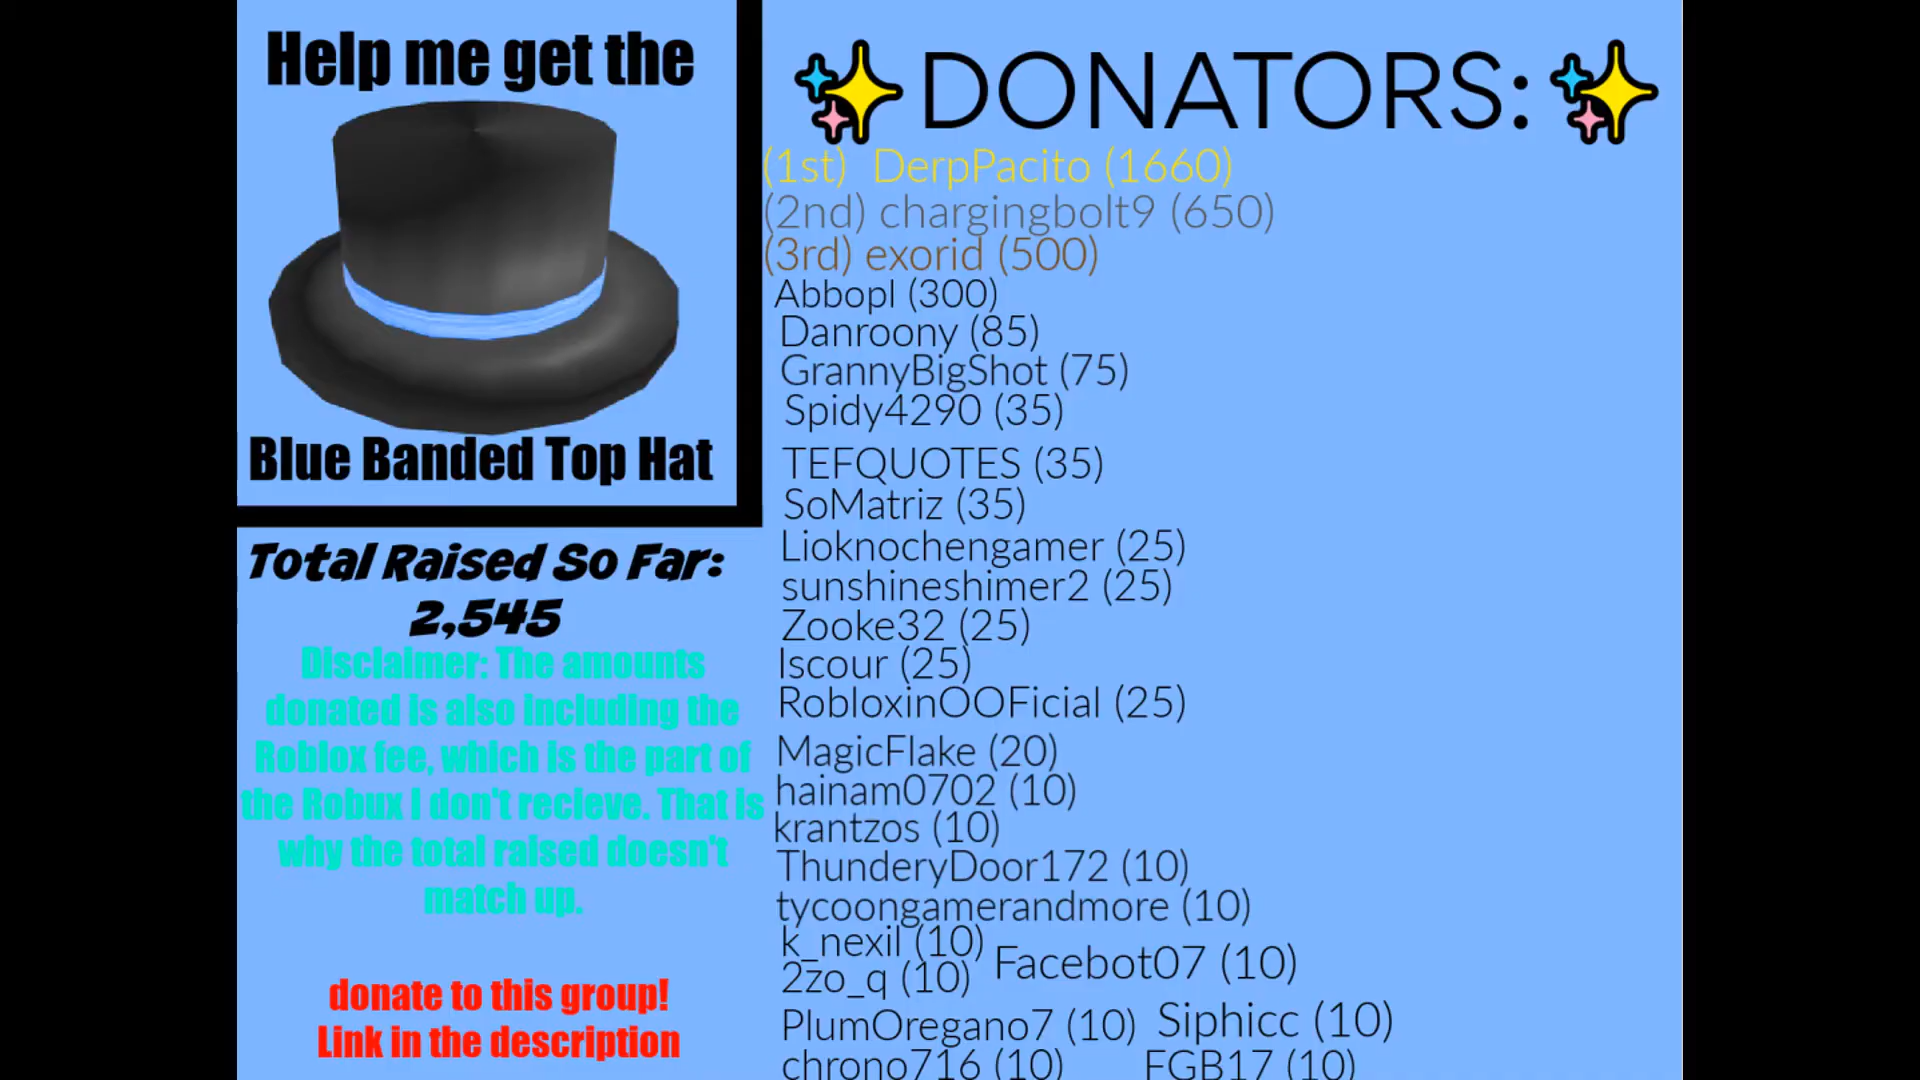 Help me get the
Blue Banded Top Hat
Total Raised So Far:
2,545
Disclaimer: The amounts
donated is also including the
Roblox fee, which is the part of
the Robux I don't recieve. That is
why the total raised doesn't
match up.
donate to this group!
Link in the description
✨DONATORS:✨
(1st) DerpPacito (1660)
(2nd) chargingbolt9 (650)
(3rd) exorid (500)
Abbopl (300)
Danroony (85)
GrannyBigShot (75)
Spidy4290 (35)
TEFQUOTES (35)
SoMatriz (35)
Lioknochengamer (25)
sunshineshimer2 (25)
Zooke32 (25)
Iscour (25)
RobloxinOOFicial (25)
MagicFlake (20)
hainam0702 (10)
krantzos (10)
ThunderyDoor172 (10)
tycoongamerandmore (10)
k_nexil (10)
Facebot07 (10)
2zo_q (10)
PlumOregano7 (10) Siphicc (10)
chrono716 (10) FGB17 (10)